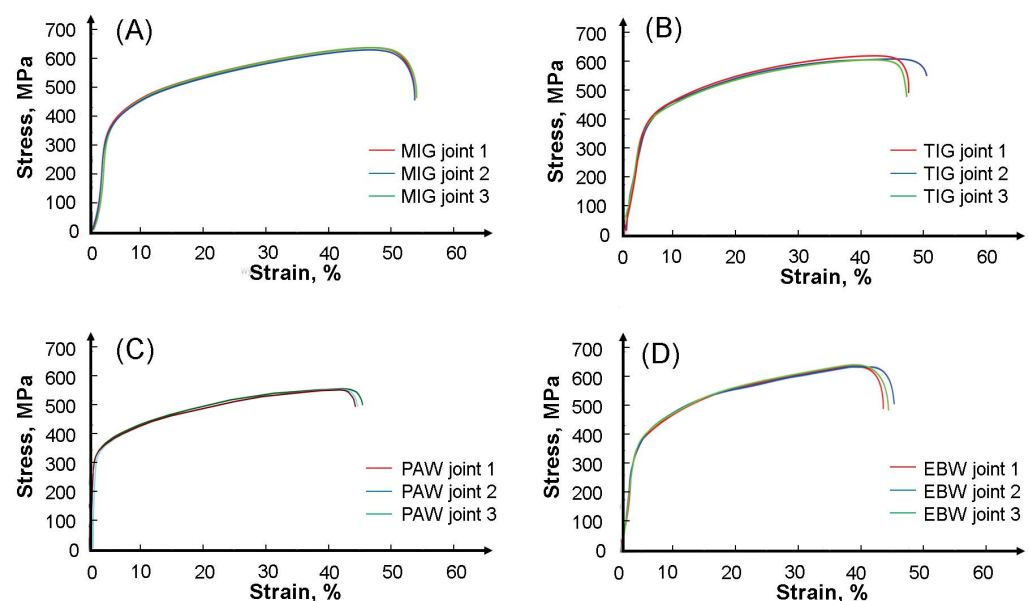 (A)
Stress, MPa
700
600
500
400
300
200
100
0
MIG joint 1
MIG joint 2
MIG joint 3
0 10 20 30 40 50 60
Strain, %
(B)
Stress, MPa
700
600
500
400
300
200
100
0
TIG joint 1
TIG joint 2
TIG joint 3
0 10 20 30 40 50 60
Strain, %
(C)
Stress, MPa
700
600
500
400
300
200
100
0
PAW joint 1
PAW joint 2
PAW joint 3
0 10 20 30 40 50 60
Strain, %
(D)
Stress, MPa
700
600
500
400
300
200
100
0
EBW joint 1
EBW joint 2
EBW joint 3
0 10 20 30 40 50 60
Strain, %